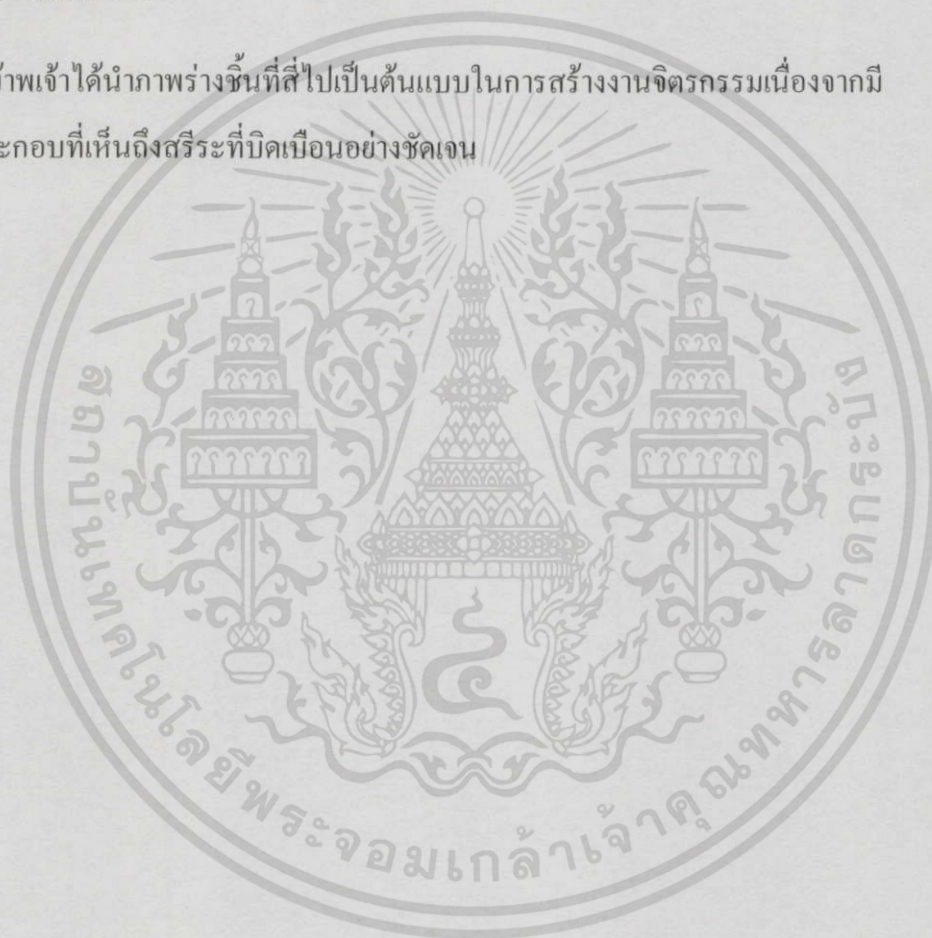 าพเจ้าได้นำภาพร่างชิ้นที่สี่ไปเป็นต้นแบบในการสร้างงานจิตรกรรมเนื่องจากมี
ะกอบที่เห็นถึงสรีระที่บิดเบือนอย่างชัดเจน
๔
สถาบันเทคโนโลยีพระจอมเกล้าเจ้าคุณทหารลาดกระบัง